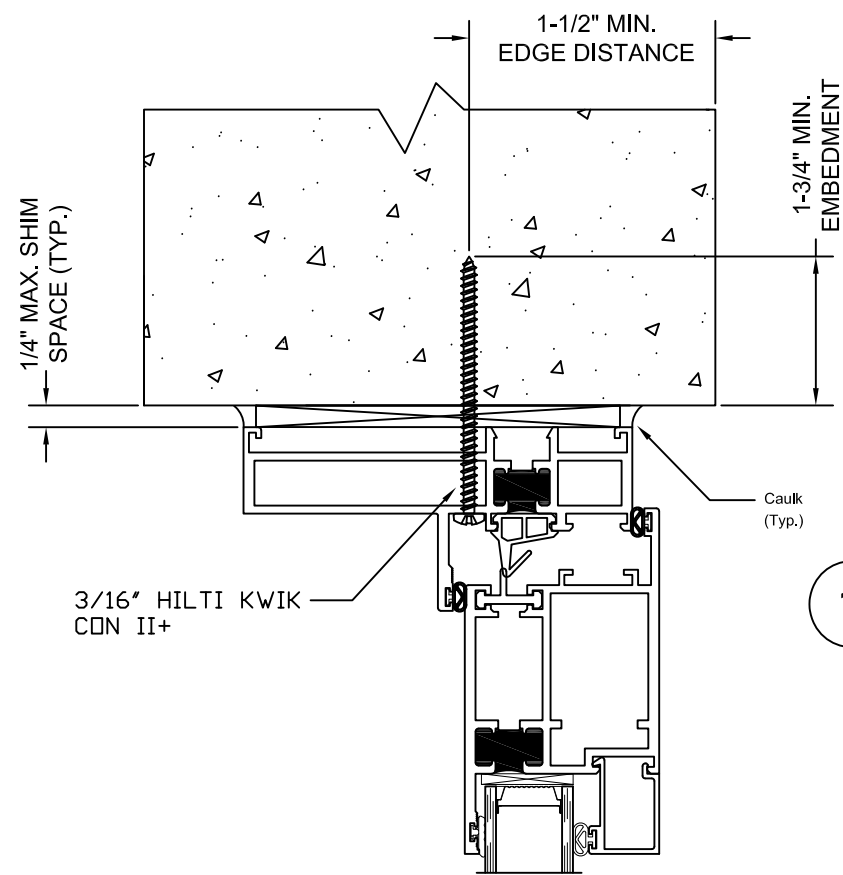 1-1/2" MIN.
EDGE DISTANCE
1-3/4" MIN.
EMBEDMENT
1/4" MAX. SHIM
SPACE (TYP.)
Caulk
(Typ.)
3/16" HILTI KWIK
CON II+